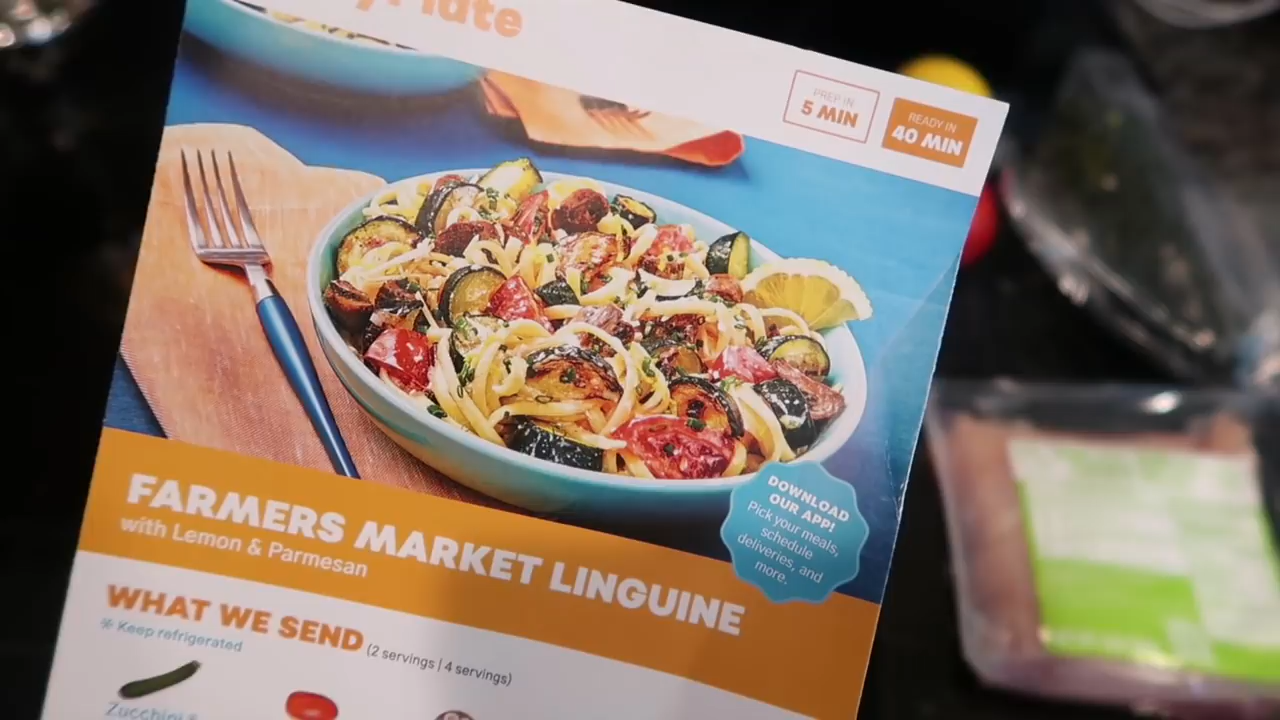 PREP IN
5 MIN
READY IN
40 MIN
DOWNLOAD
OUR APP!
Pick your meals,
schedule
deliveries, and
more.
FARMERS MARKET LINGUINE
with Lemon & Parmesan
WHAT WE SEND (2 servings | 4 servings)
❄ Keep refrigerated
Zucchini ❄